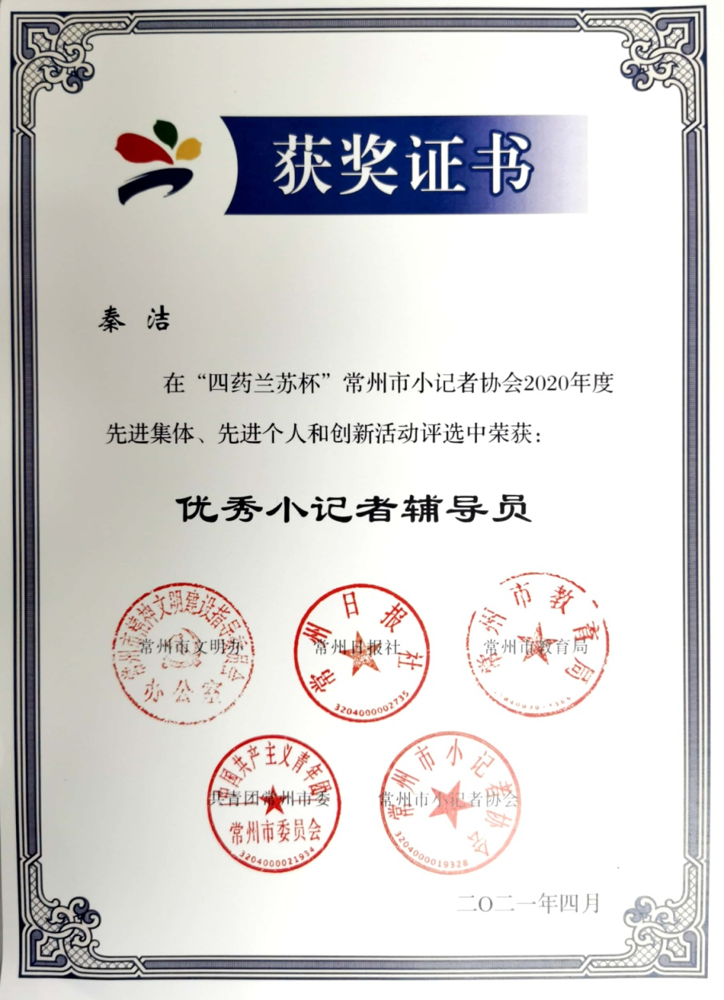 获奖证书
秦 洁
在“四药兰苏杯”常州市小记者协会2020年度
先进集体、先进个人和创新活动评选中荣获：
优秀小记者辅导员
常州市精神文明建设指导委员会
办公室
常州市文明办
常州日报社
常州日报社
3204000002735
常州市教育局
常州市教育局
中国共产主义青年团
共青团常州市委
常州市委员会
3204000021934
常州市小记者协会
常州市小记者协会
3204000019328
二〇二一年四月